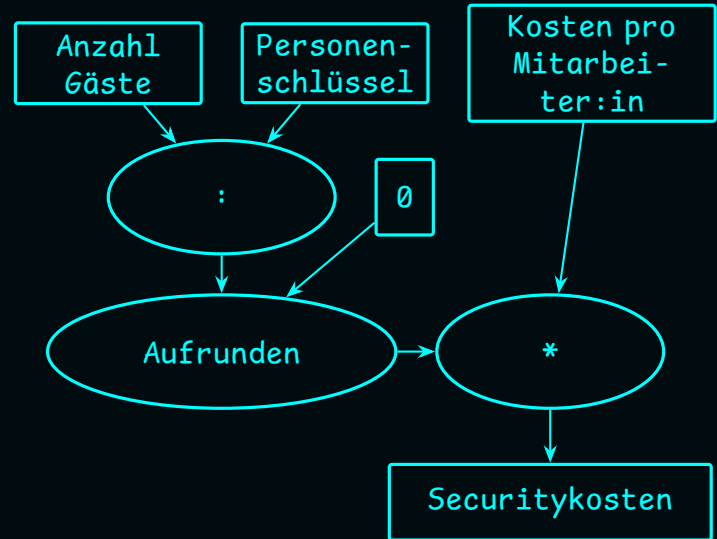 Anzahl
Gäste
Personen-
schlüssel
Kosten pro
Mitarbei-
ter:in
:
0
Aufrunden
*
Securitykosten